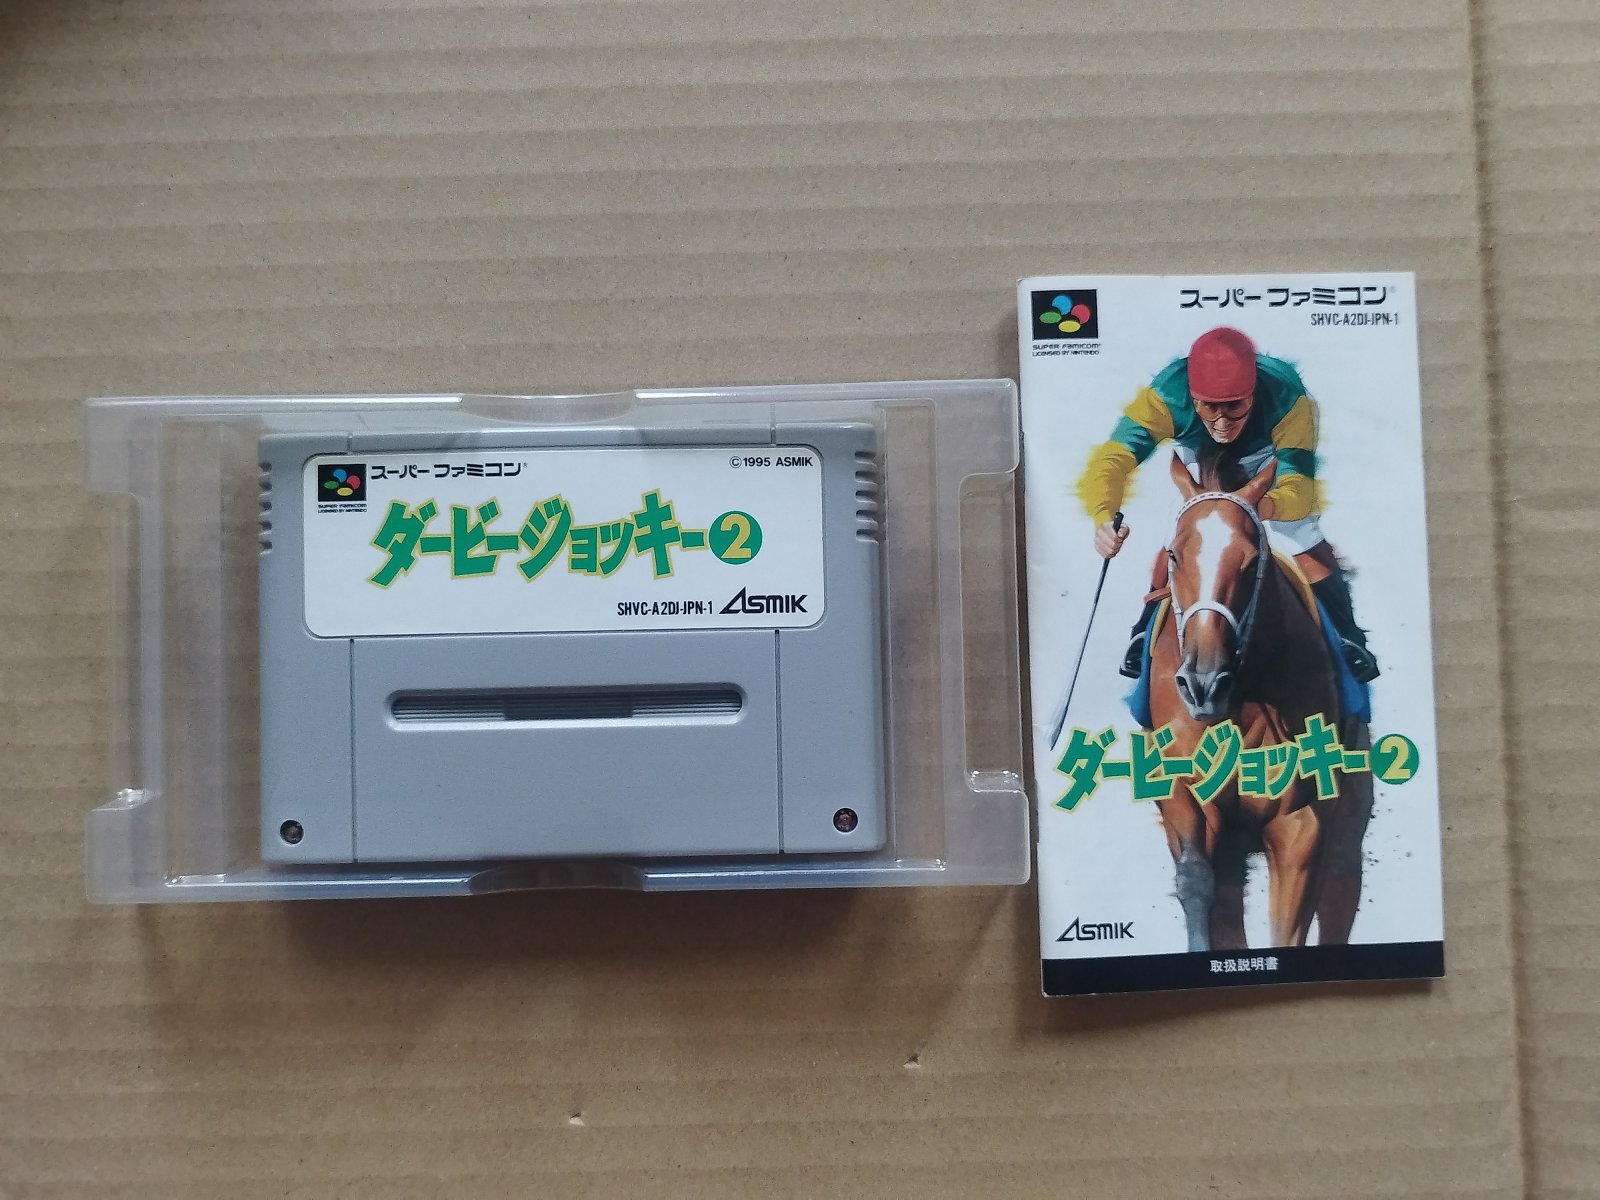 スーパーファミコン®
©1995 ASMIK
SUPER FAMICOM
LICENSED BY NINTENDO
ダービージョッキー2
SHVC-A2DJ-JPN-1 ASMIK
スーパーファミコン®
SHVC-A2DJ-JPN-1
SUPER FAMICOM®
LICENSED BY NINTENDO
ダービージョッキー2
ASMIK
取扱説明書